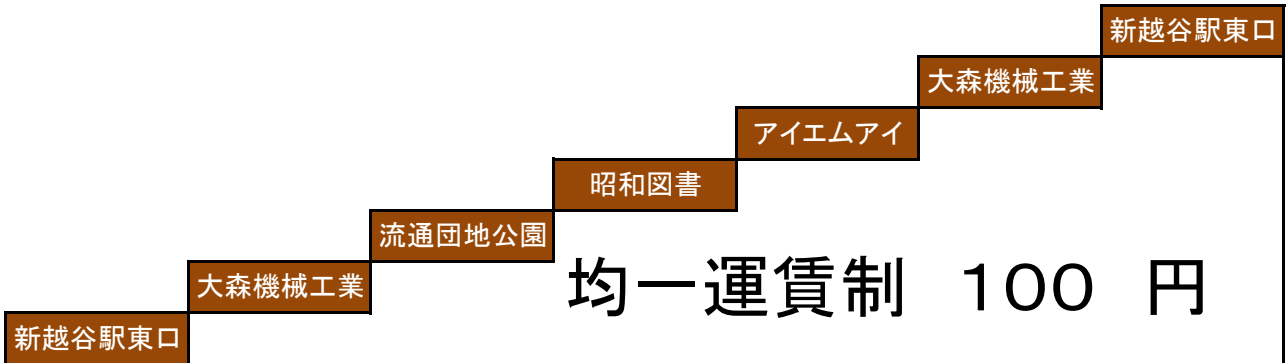 新越谷駅東口
大森機械工業
アイエムアイ
昭和図書
流通団地公園
均一運賃制　１００　円
大森機械工業
新越谷駅東口